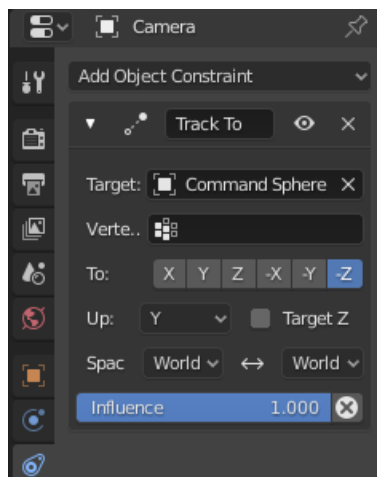 Camera
Add Object Constraint
Track To
Target: Command Sphere
Verte..
To: X Y Z -X -Y -Z
Up: Y Target Z
Spac World World
Influence 1.000